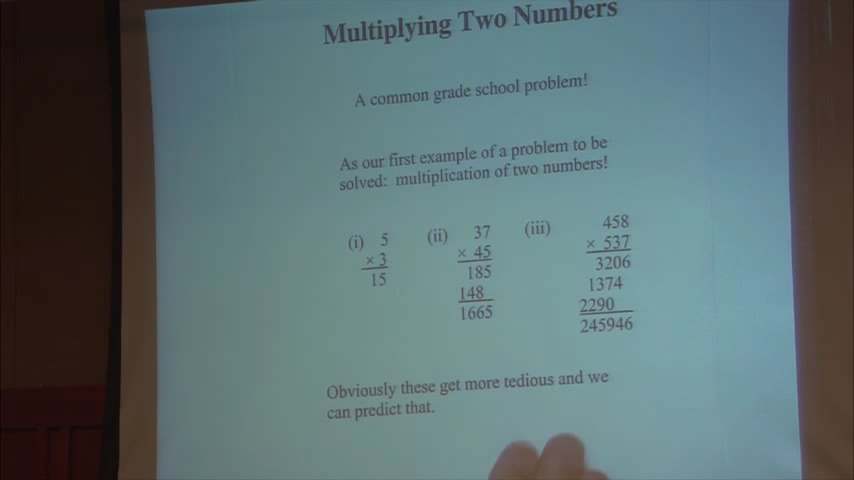 Multiplying Two Numbers
A common grade school problem!
As our first example of a problem to be
solved: multiplication of two numbers!
(i) 5
× 3
15
(ii) 37
× 45
185
148
1665
(iii) 458
× 537
3206
1374
2290
245946
Obviously these get more tedious and we
can predict that.